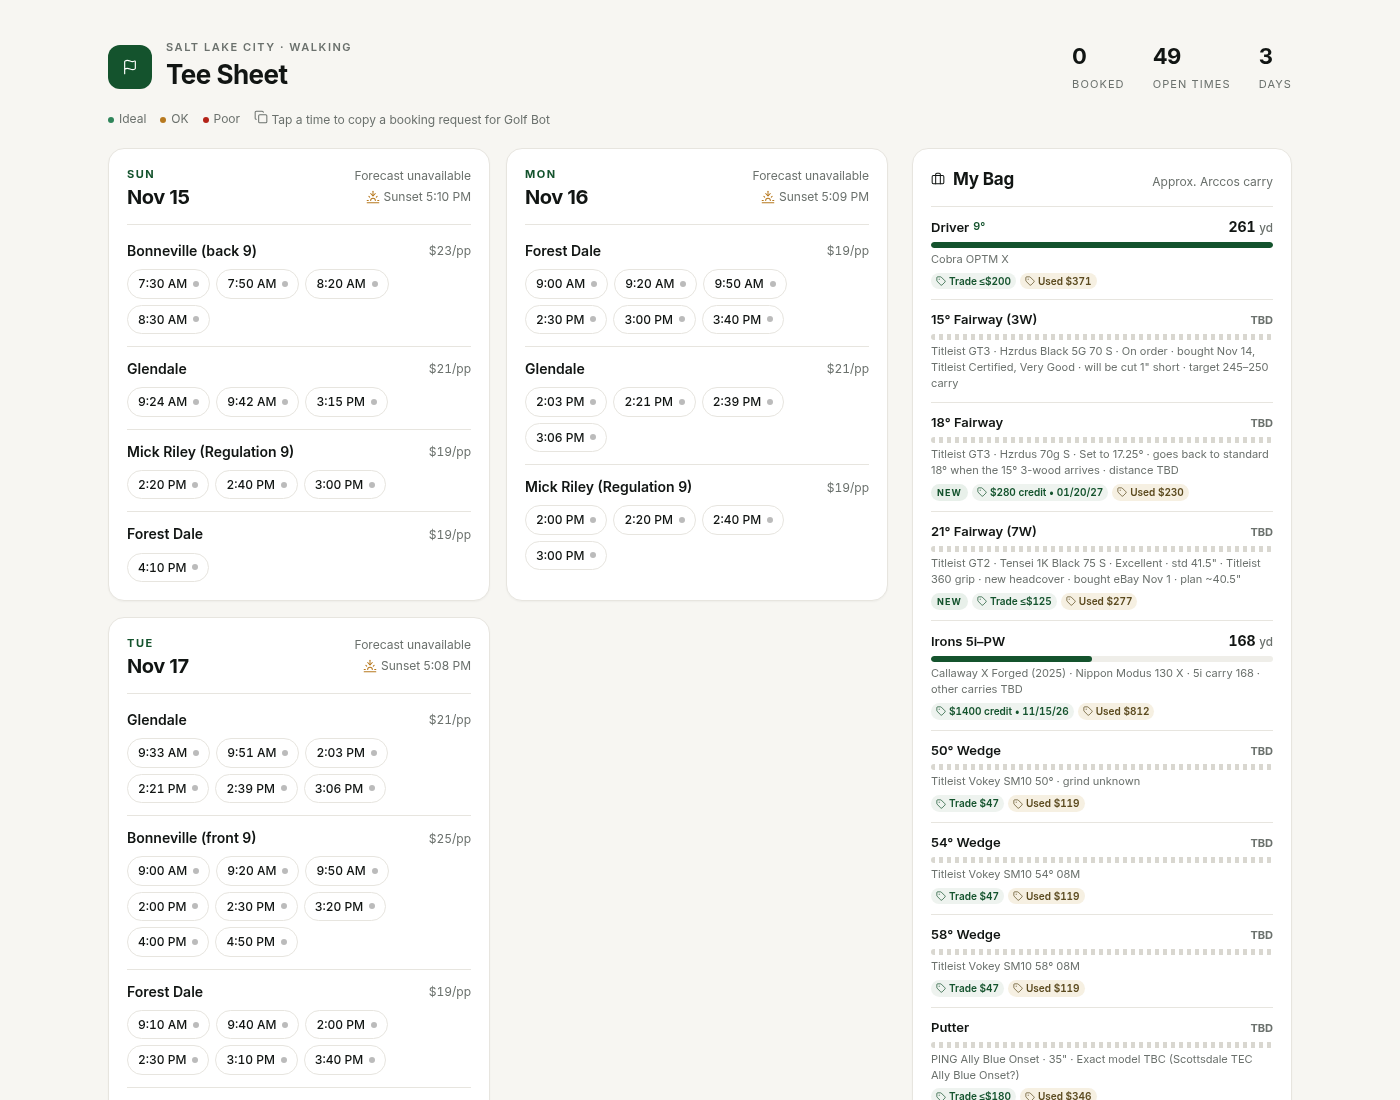 SALT LAKE CITY · WALKING
Tee Sheet
0
BOOKED
49
OPEN TIMES
3
DAYS
Ideal
OK
Poor
Tap a time to copy a booking request for Golf Bot
SUN
Nov 15
Forecast unavailable
Sunset 5:10 PM
Bonneville (back 9)
$23/pp
7:30 AM
7:50 AM
8:20 AM
8:30 AM
Glendale
$21/pp
9:24 AM
9:42 AM
3:15 PM
Mick Riley (Regulation 9)
$19/pp
2:20 PM
2:40 PM
3:00 PM
Forest Dale
$19/pp
4:10 PM
MON
Nov 16
Forecast unavailable
Sunset 5:09 PM
Forest Dale
$19/pp
9:00 AM
9:20 AM
9:50 AM
2:30 PM
3:00 PM
3:40 PM
Glendale
$21/pp
2:03 PM
2:21 PM
2:39 PM
3:06 PM
Mick Riley (Regulation 9)
$19/pp
2:00 PM
2:20 PM
2:40 PM
3:00 PM
TUE
Nov 17
Forecast unavailable
Sunset 5:08 PM
Glendale
$21/pp
9:33 AM
9:51 AM
2:03 PM
2:21 PM
2:39 PM
3:06 PM
Bonneville (front 9)
$25/pp
9:00 AM
9:20 AM
9:50 AM
2:00 PM
2:30 PM
3:20 PM
4:00 PM
4:50 PM
Forest Dale
$19/pp
9:10 AM
9:40 AM
2:00 PM
2:30 PM
3:10 PM
3:40 PM
My Bag
Approx. Arccos carry
Driver 9°
261 yd
Cobra OPTM X
Trade ≤$200
Used $371
15° Fairway (3W)
TBD
Titleist GT3 · Hzrdus Black 5G 70 S · On order · bought Nov 14,
Titleist Certified, Very Good · will be cut 1" short · target 245–250
carry
18° Fairway
TBD
Titleist GT3 · Hzrdus 70g S · Set to 17.25° · goes back to standard
18° when the 15° 3-wood arrives · distance TBD
NEW
$280 credit • 01/20/27
Used $230
21° Fairway (7W)
TBD
Titleist GT2 · Tensei 1K Black 75 S · Excellent · std 41.5" · Titleist
360 grip · new headcover · bought eBay Nov 1 · plan ~40.5"
NEW
Trade ≤$125
Used $277
Irons 5i–PW
168 yd
Callaway X Forged (2025) · Nippon Modus 130 X · 5i carry 168 ·
other carries TBD
$1400 credit • 11/15/26
Used $812
50° Wedge
TBD
Titleist Vokey SM10 50° · grind unknown
Trade $47
Used $119
54° Wedge
TBD
Titleist Vokey SM10 54° 08M
Trade $47
Used $119
58° Wedge
TBD
Titleist Vokey SM10 58° 08M
Trade $47
Used $119
Putter
TBD
PING Ally Blue Onset · 35" · Exact model TBC (Scottsdale TEC
Ally Blue Onset?)
Trade ≤$180
Used $346